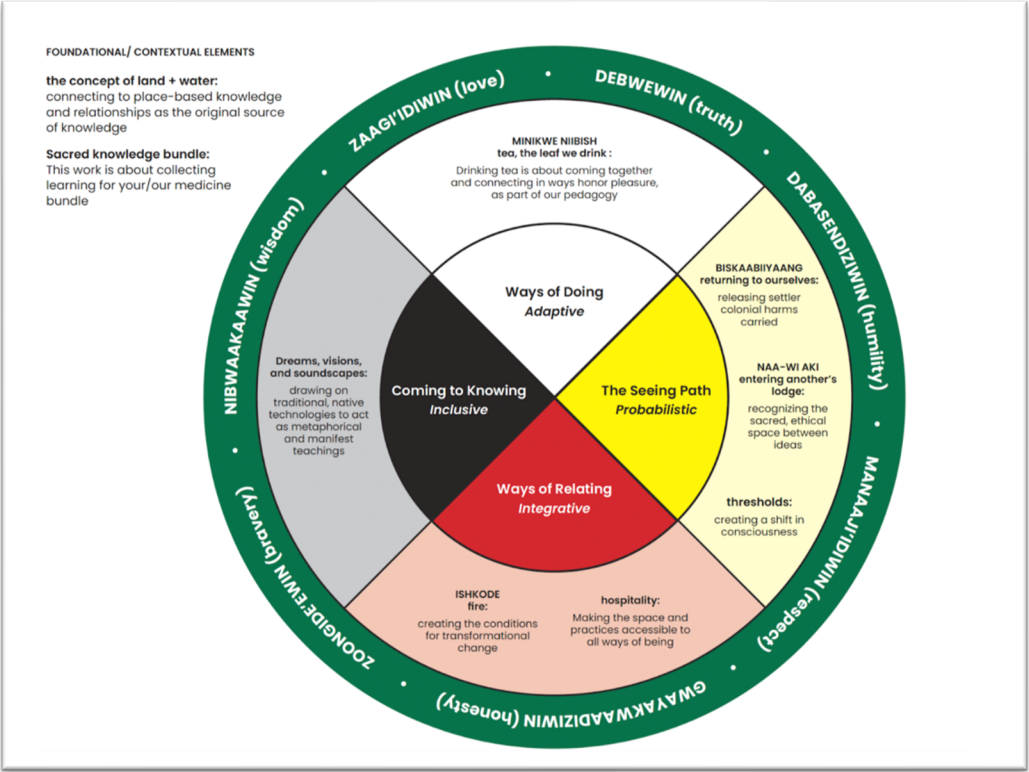 FOUNDATIONAL/ CONTEXTUAL ELEMENTS
the concept of land + water:
connecting to place-based knowledge
and relationships as the original source
of knowledge
Sacred knowledge bundle:
This work is about collecting
learning for your/our medicine
bundle
ZAAGI'IDIWIN (love)
•
DEBWEWIN (truth)
•
DABASENDIZIWIN (humility)
•
MANAAJI'IDIWIN (respect)
•
GWAYAKWAADIZIWIN (honesty)
•
ZOONGIDE'EWIN (bravery)
•
NIBWAAKAAWIN (wisdom)
•
MINIKWE NIIBISH
tea, the leaf we drink :
Drinking tea is about coming together
and connecting in ways honor pleasure,
as part of our pedagogy
Ways of Doing
Adaptive
BISKAABIIYAANG
returning to ourselves:
releasing settler
colonial harms
carried
NAA-WI AKI
entering another's
lodge:
recognizing the
sacred, ethical
space between
ideas
thresholds:
creating a shift in
consciousness
The Seeing Path
Probabilistic
Ways of Relating
Integrative
ISHKODE
fire:
creating the conditions
for transformational
change
hospitality:
Making the space and
practices accessible to
all ways of being
Coming to Knowing
Inclusive
Dreams, visions,
and soundscapes:
drawing on
traditional, native
technologies to act
as metaphorical
and manifest
teachings